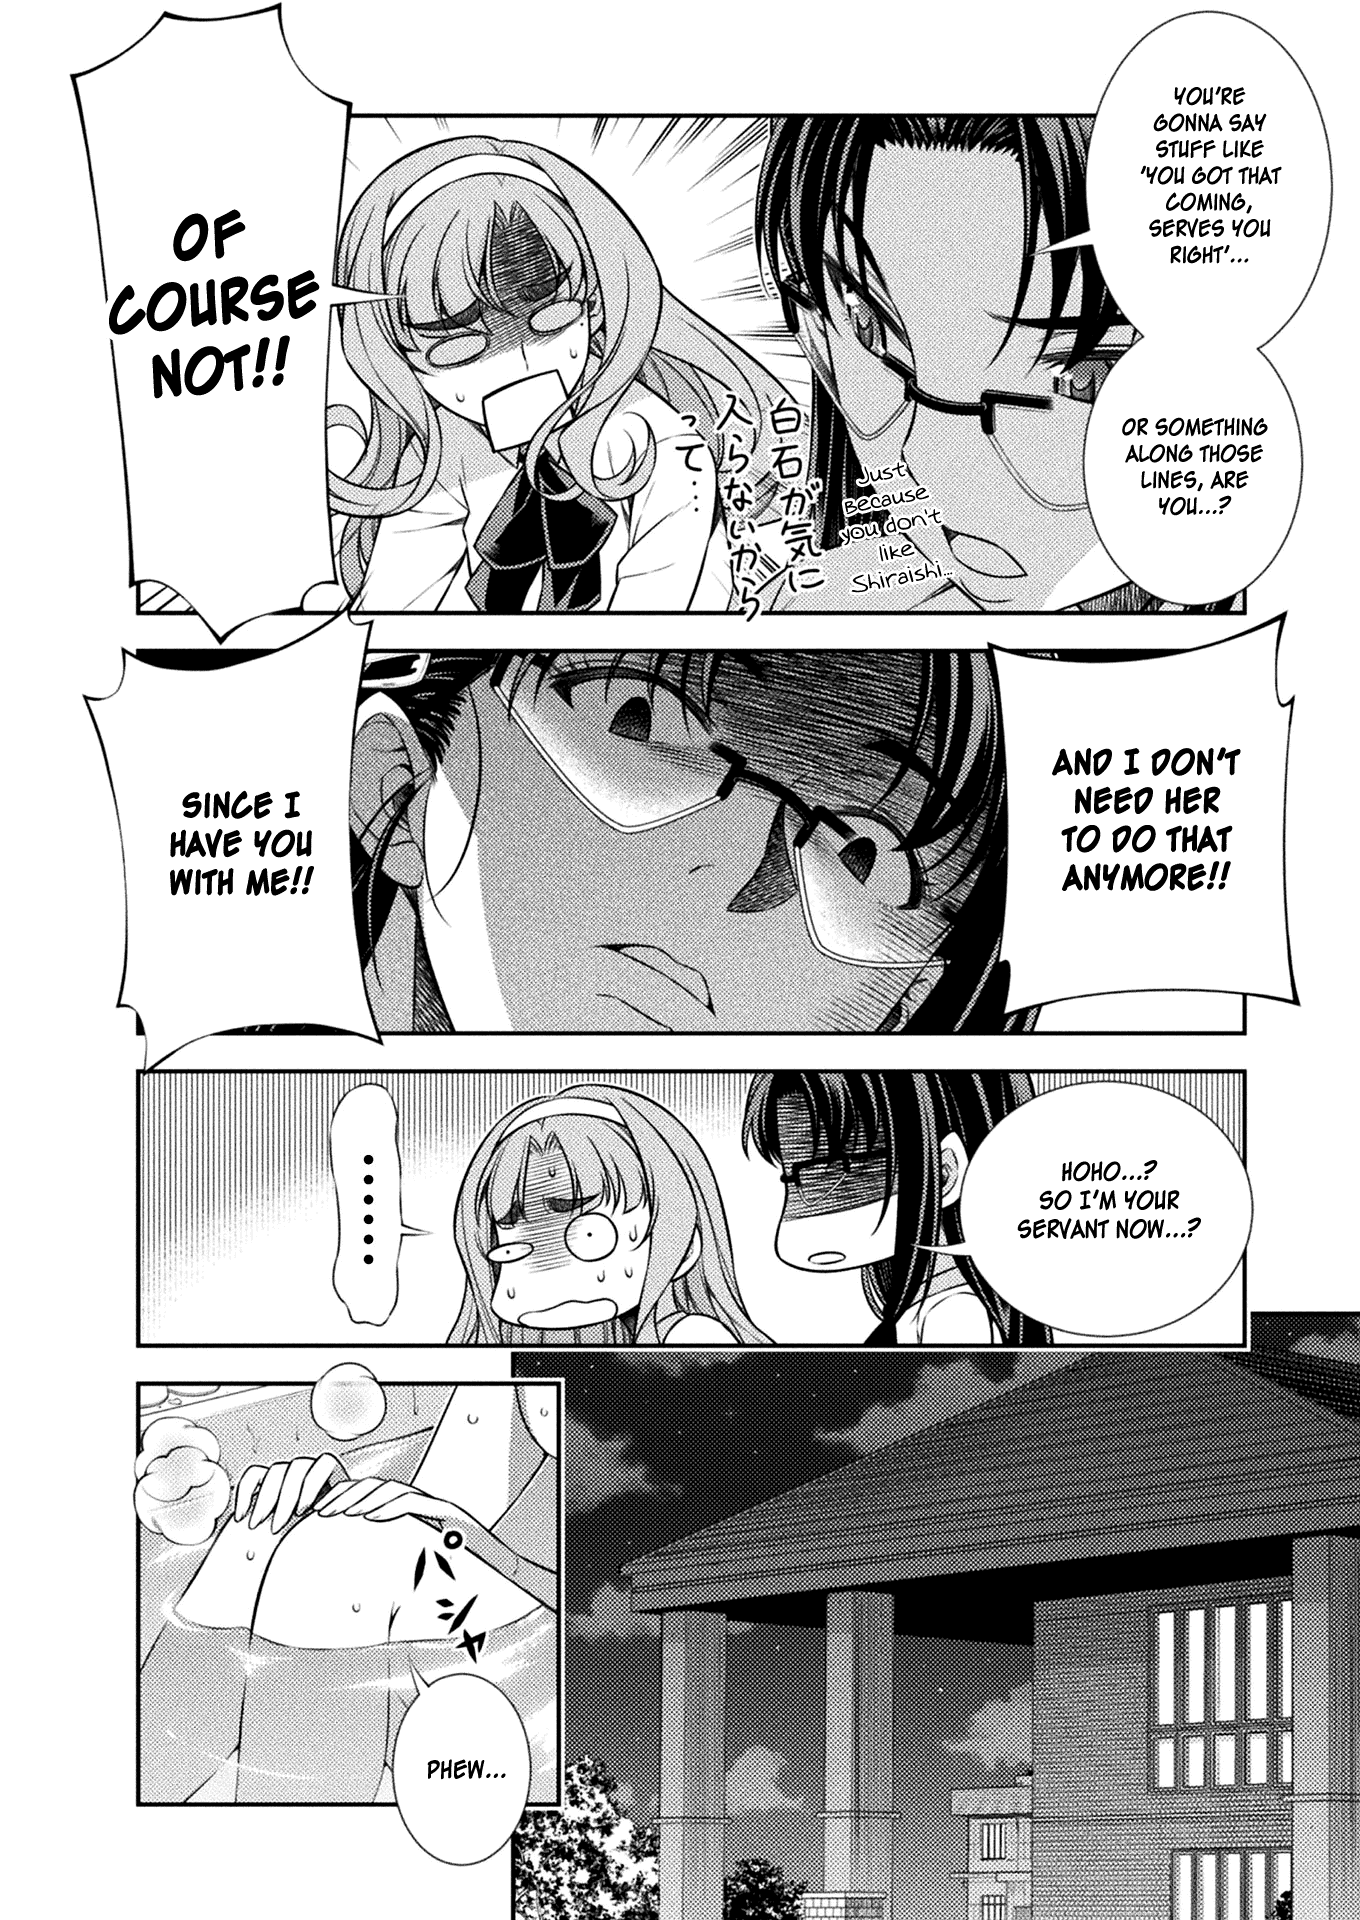 YOU'RE
GONNA SAY
STUFF LIKE
'YOU GOT THAT
COMING,
SERVES YOU
RIGHT'...
OR SOMETHING
ALONG THOSE
LINES, ARE
YOU...?
白石が気に
入らないから
って…
Just
Because
you don't
like
Shiraishi...
OF
COURSE
NOT!!
AND I DON'T
NEED HER
TO DO THAT
ANYMORE!!
SINCE I
HAVE YOU
WITH ME!!
HOHO...?
SO I'M YOUR
SERVANT NOW...?
......
PHEW...